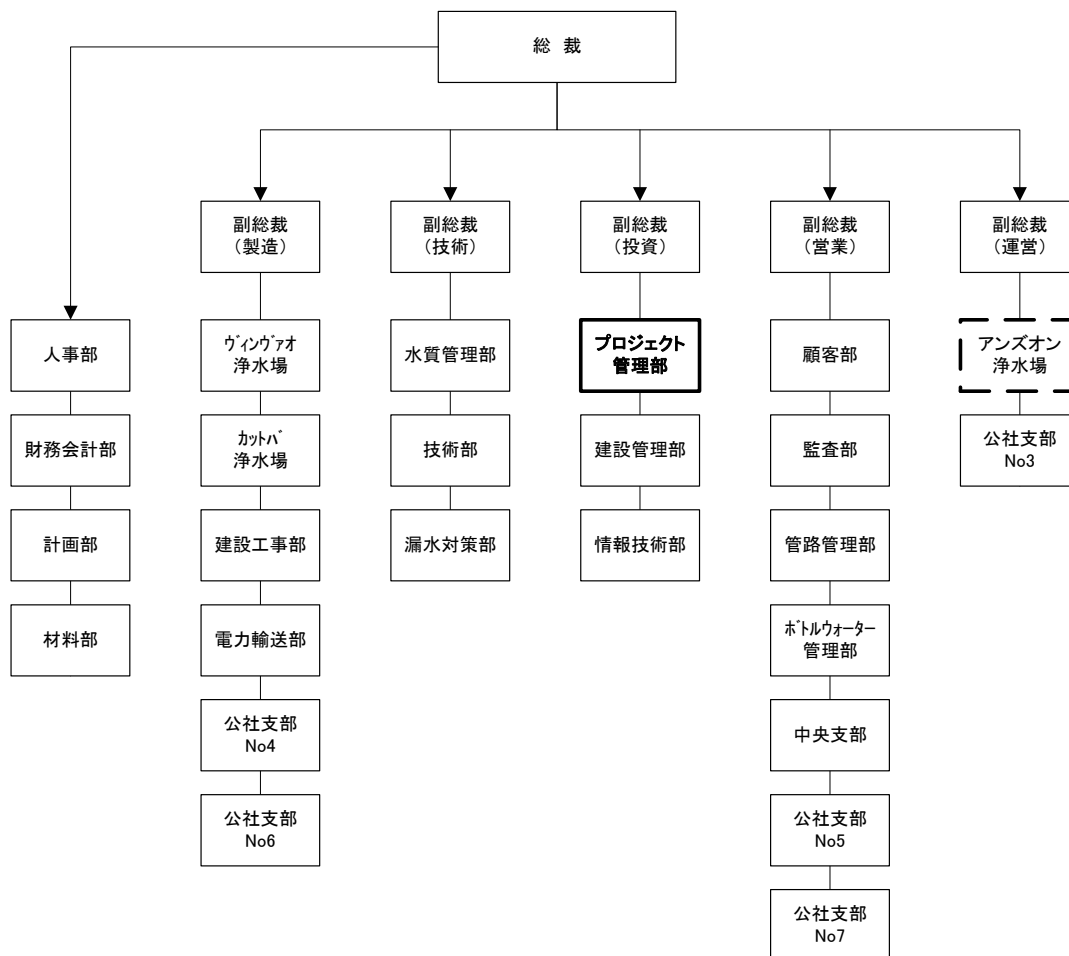 総 裁
副総裁
（製造）
副総裁
（技術）
副総裁
（投資）
副総裁
（営業）
副総裁
（運営）
人事部
財務会計部
計画部
材料部
ｳﾞｨﾝｳﾞｧｵ
浄水場
ｶｯﾄﾊﾞ
浄水場
建設工事部
電力輸送部
公社支部
No4
公社支部
No6
水質管理部
技術部
漏水対策部
プロジェクト
管理部
建設管理部
情報技術部
顧客部
監査部
管路管理部
ﾎﾞﾄﾙｳｫｰﾀｰ
管理部
中央支部
公社支部
No5
公社支部
No7
アンズオン
浄水場
公社支部
No3